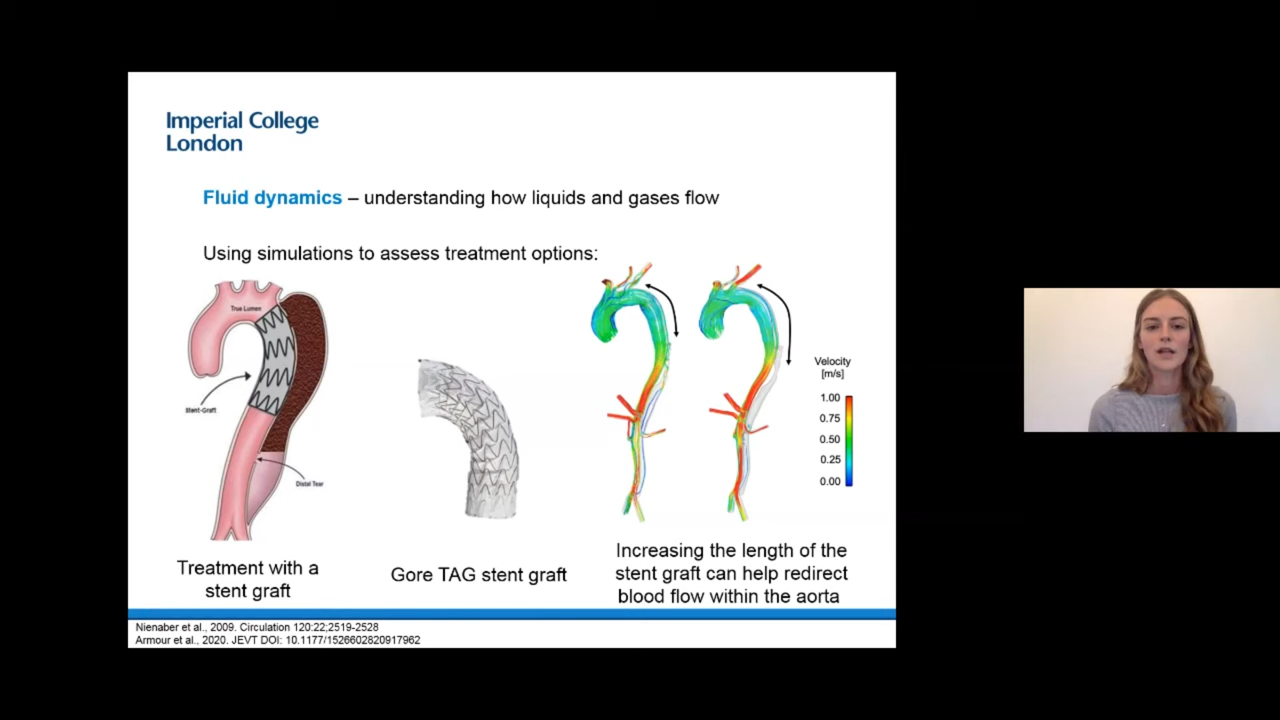 Imperial College
London
Fluid dynamics – understanding how liquids and gases flow
Using simulations to assess treatment options:
True Lumen
Stent-Graft
Distal Tear
Velocity
[m/s]
1.00
0.75
0.50
0.25
0.00
Treatment with a
stent graft
Gore TAG stent graft
Increasing the length of the
stent graft can help redirect
blood flow within the aorta
Nienaber et al., 2009. Circulation 120:22;2519-2528
Armour et al., 2020. JEVT DOI: 10.1177/1526602820917962